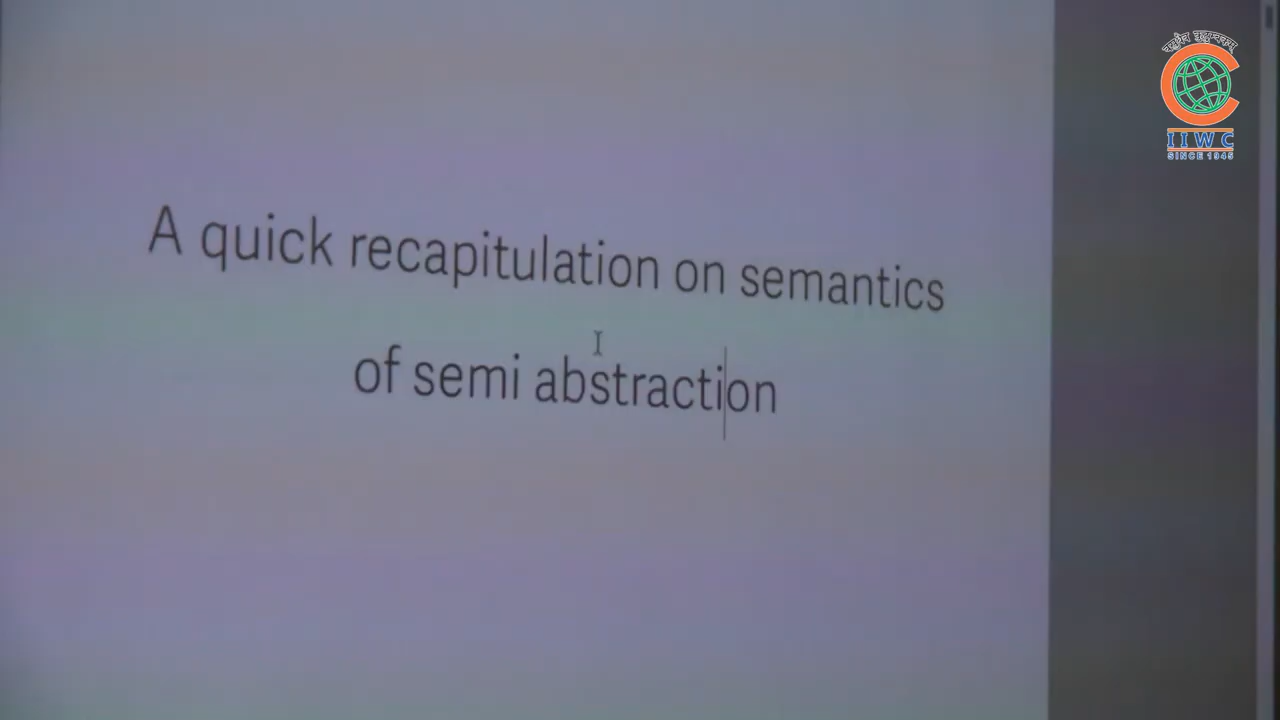 A quick recapitulation on semantics
of semi abstraction
IIWC
SINCE 1945